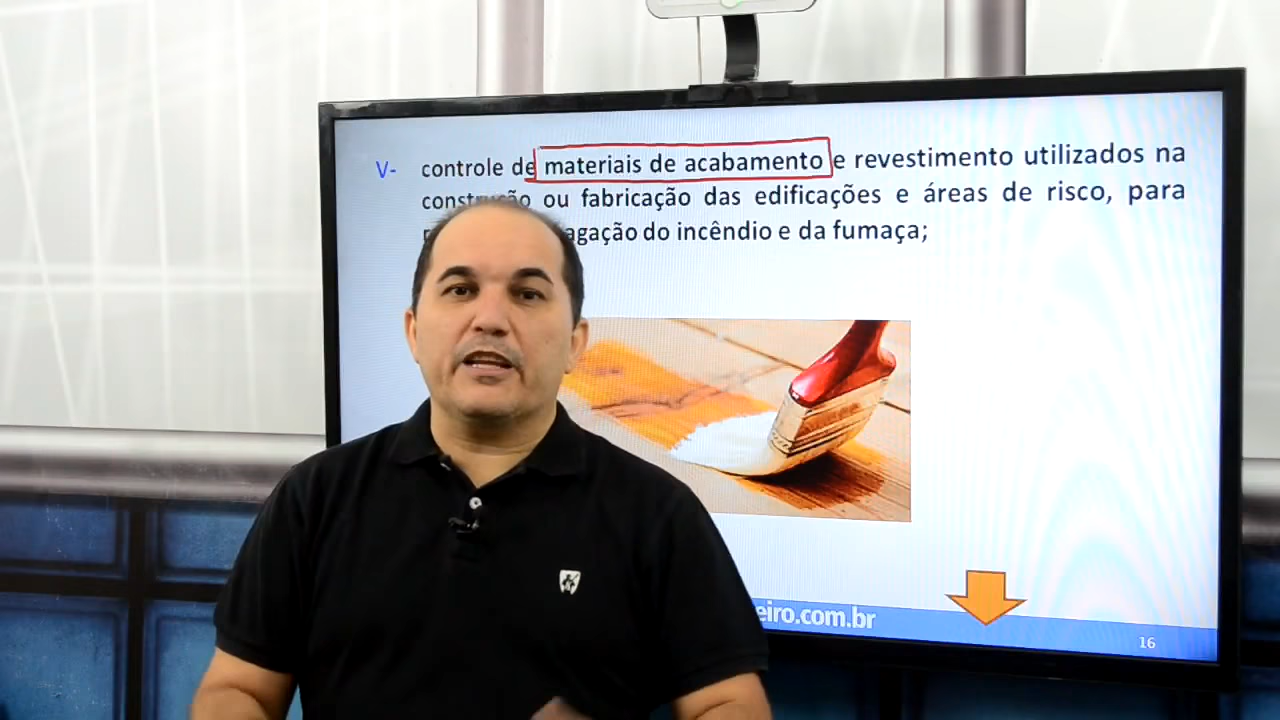 V- controle de materiais de acabamento e revestimento utilizados na
ou fabricação das edificações e áreas de risco, para
do incêndio e da fumaça;
eiro.com.br
16